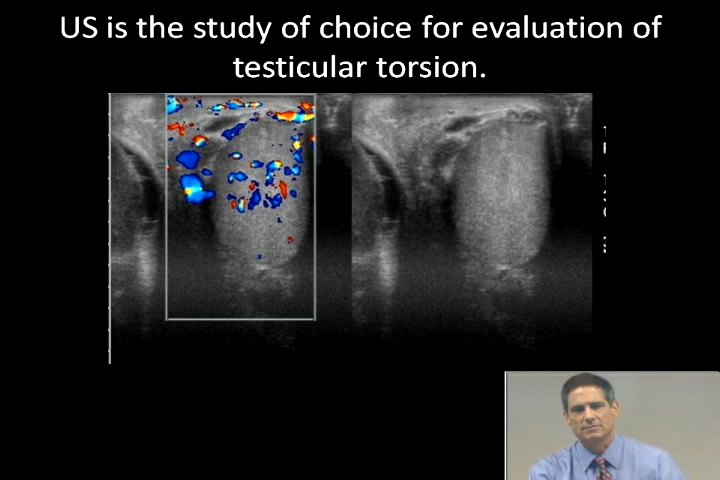 US is the study of choice for evaluation of
testicular torsion.